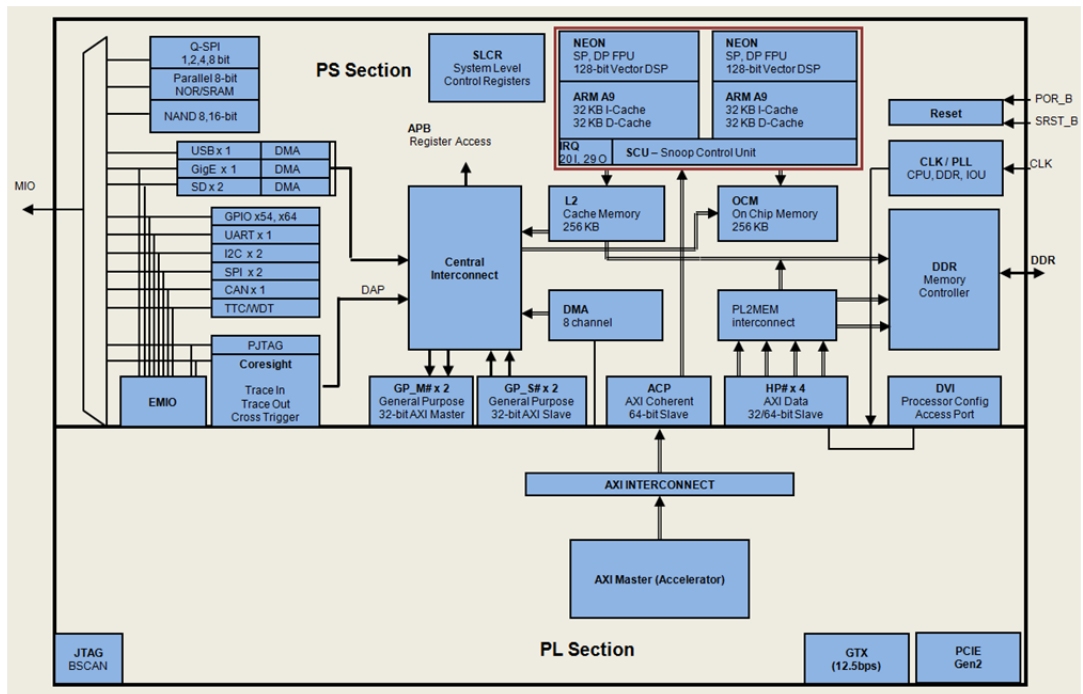 Q-SPI
1,2,4,8 bit
Parallel 8-bit
NOR/SRAM
NAND 8,16-bit
PS Section
SLCR
System Level
Control Registers
NEON
SP, DP FPU
128-bit Vector DSP
NEON
SP, DP FPU
128-bit Vector DSP
ARM A9
32 KB I-Cache
32 KB D-Cache
ARM A9
32 KB I-Cache
32 KB D-Cache
IRQ
20 I, 29 O
SCU – Snoop Control Unit
POR_B
Reset
SRST_B
CLK / PLL
CPU, DDR, IOU
CLK
APB
Register Access
USB x 1
DMA
GigE x 1
DMA
SD x 2
DMA
MIO
GPIO x54, x64
UART x 1
I2C x 2
SPI x 2
CAN x 1
TTC/WDT
L2
Cache Memory
256 KB
OCM
On Chip Memory
256 KB
Central
Interconnect
DAP
DMA
8 channel
PL2MEM
interconnect
DDR
Memory
Controller
DDR
PJTAG
Coresight
Trace In
Trace Out
Cross Trigger
EMIO
GP_M# x 2
General Purpose
32-bit AXI Master
GP_S# x 2
General Purpose
32-bit AXI Slave
ACP
AXI Coherent
64-bit Slave
HP# x 4
AXI Data
32/64-bit Slave
DVI
Processor Config
Access Port
AXI INTERCONNECT
AXI Master (Accelerator)
JTAG
BSCAN
PL Section
GTX
(12.5bps)
PCIE
Gen2